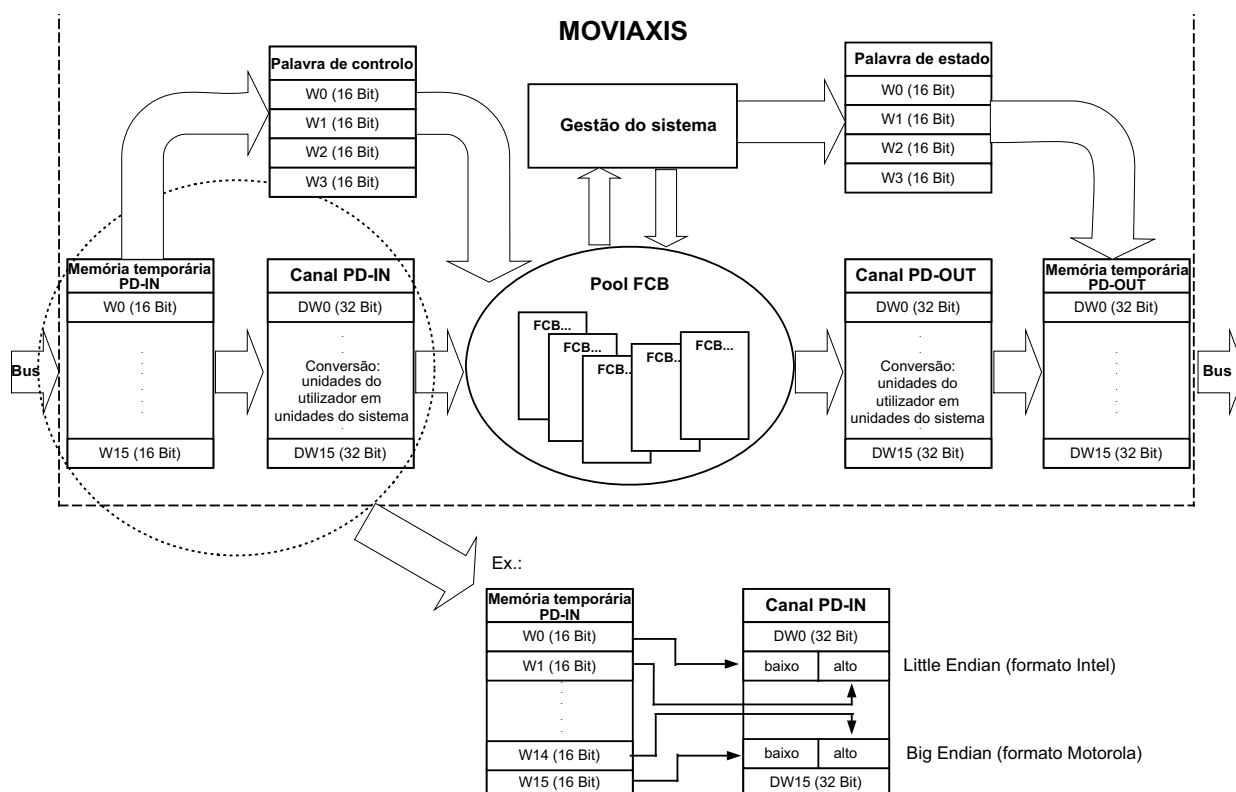 MOVIAXIS
Palavra de controlo
W0 (16 Bit)
W1 (16 Bit)
W2 (16 Bit)
W3 (16 Bit)
Gestão do sistema
Palavra de estado
W0 (16 Bit)
W1 (16 Bit)
W2 (16 Bit)
W3 (16 Bit)
Bus
Memória temporária
PD-IN
W0 (16 Bit)
W15 (16 Bit)
Canal PD-IN
DW0 (32 Bit)
Conversão:
unidades do
utilizador em
unidades do sistema
DW15 (32 Bit)
Pool FCB
FCB...
FCB...
FCB...
FCB...
FCB...
Canal PD-OUT
DW0 (32 Bit)
Conversão:
unidades do
utilizador em
unidades do sistema
DW15 (32 Bit)
Memória temporária
PD-OUT
DW0 (32 Bit)
DW15 (32 Bit)
Bus
Ex.:
Memória temporária
PD-IN
W0 (16 Bit)
W1 (16 Bit)
W14 (16 Bit)
W15 (16 Bit)
Canal PD-IN
DW0 (32 Bit)
baixo alto
baixo alto
DW15 (32 Bit)
Little Endian (formato Intel)
Big Endian (formato Motorola)